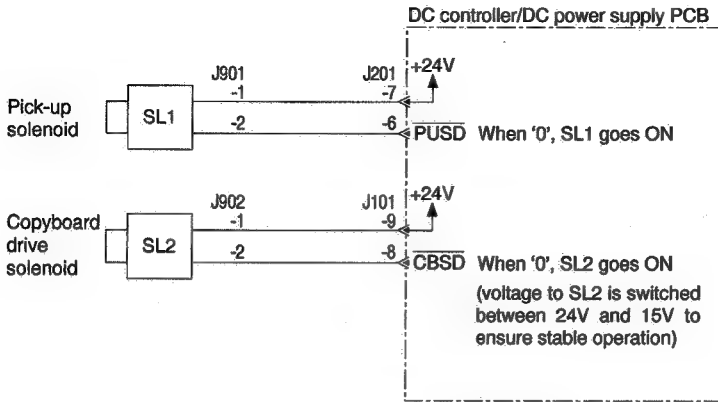 DC controller/DC power supply PCB
J901
J201
+24V
-1
-7
Pick-up
solenoid
SL1
-2
-6
PUSD When '0', SL1 goes ON
J902
J101
+24V
-1
-9
Copyboard
drive
solenoid
SL2
-2
-8
CBSD When '0', SL2 goes ON
(voltage to SL2 is switched
between 24V and 15V to
ensure stable operation)